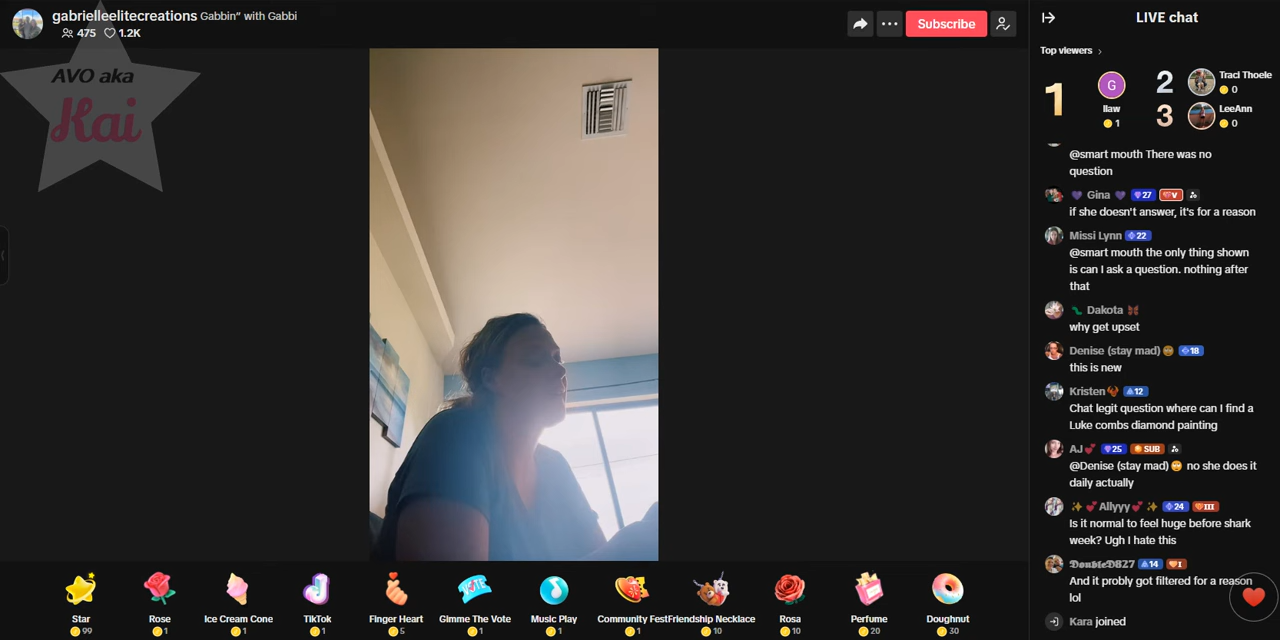 gabrielleelitecreations Gabbin" with Gabbi
475 1.2K
Subscribe
AVO aka
Kai
LIVE chat
Top viewers
1
G
llaw
1
2
Traci Thoele
0
3
LeeAnn
0
@smart mouth There was no
question
Gina 27 V
if she doesn't answer, it's for a reason
Missi Lynn 22
@smart mouth the only thing shown
is can I ask a question. nothing after
that
Dakota
why get upset
Denise (stay mad) 18
this is new
Kristen 12
Chat legit question where can I find a
Luke combs diamond painting
AJ 25 SUB
@Denise (stay mad) no she does it
daily actually
Allyyy 24 III
Is it normal to feel huge before shark
week? Ugh I hate this
𝕯𝖔𝖚𝖇𝖑𝖊𝕯827 14 1
And it probly got filtered for a reason
lol
Kara joined
VOTE
Star
99
Rose
1
Ice Cream Cone
1
TikTok
1
Finger Heart
5
Gimme The Vote
1
Music Play
1
Community Fest
1
Friendship Necklace
10
Rosa
10
Perfume
20
Doughnut
30